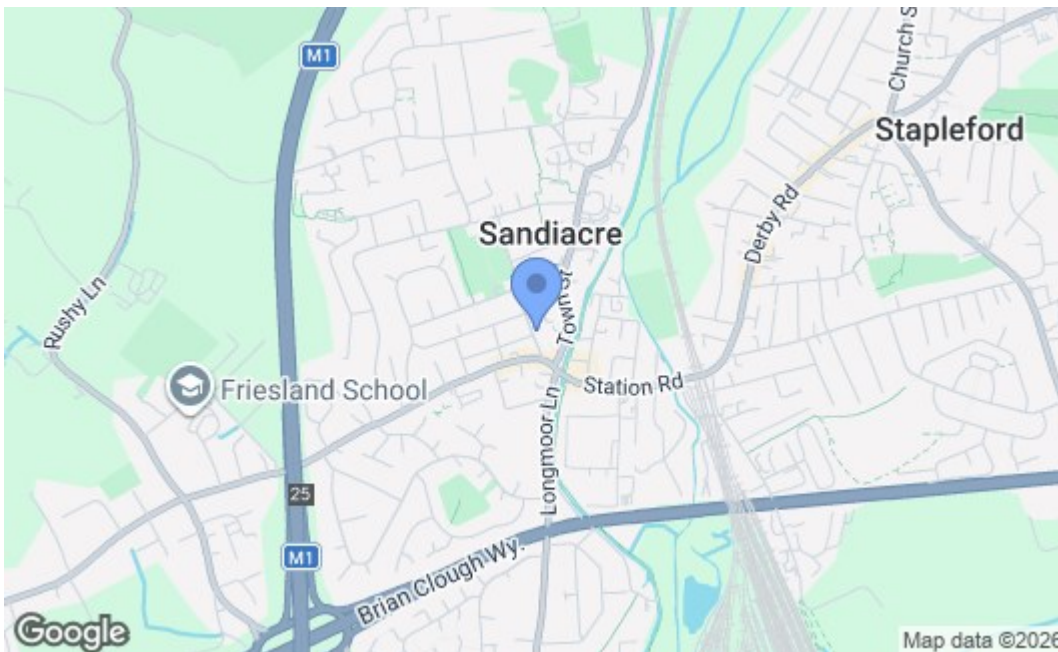 M1
Church S
Stapleford
Derby Rd
Sandiacre
Town St
Rushy Ln
Friesland School
Station Rd
Longmoor Ln
25
M1
Brian Clough Wy.
Google
Map data ©2026